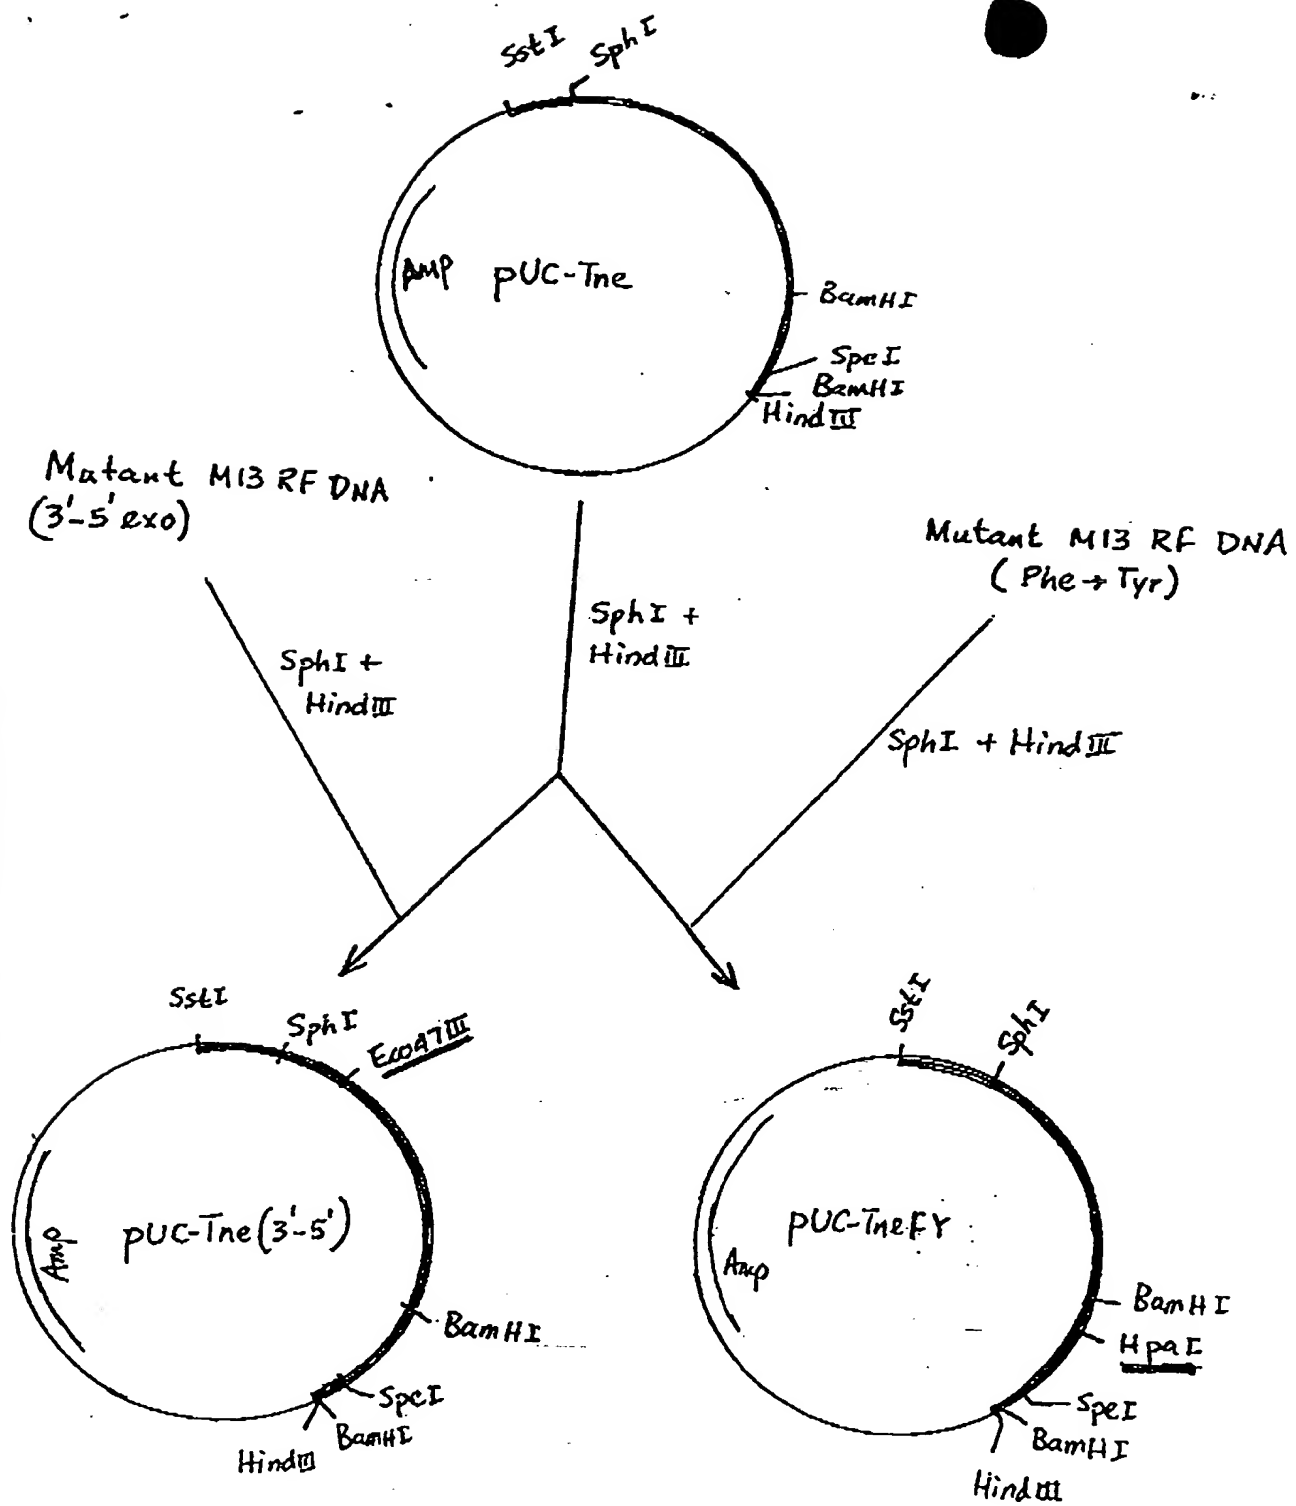 SstI
SphI
Amp
pUC-Tne
BamHI
SpeI
BamHI
HindIII
Mutant M13 RF DNA
(3'-5' exo)
Mutant M13 RF DNA
(Phe→Tyr)
SphI +
HindIII
SphI +
HindIII
SphI + HindIII
SstI
SphI
Eco47III
Amp
pUC-Tne(3'-5')
BamHI
SpeI
BamHI
HindIII
SstI
SphI
Amp
pUC-TneFY
BamHI
HpaI
SpeI
BamHI
HindIII